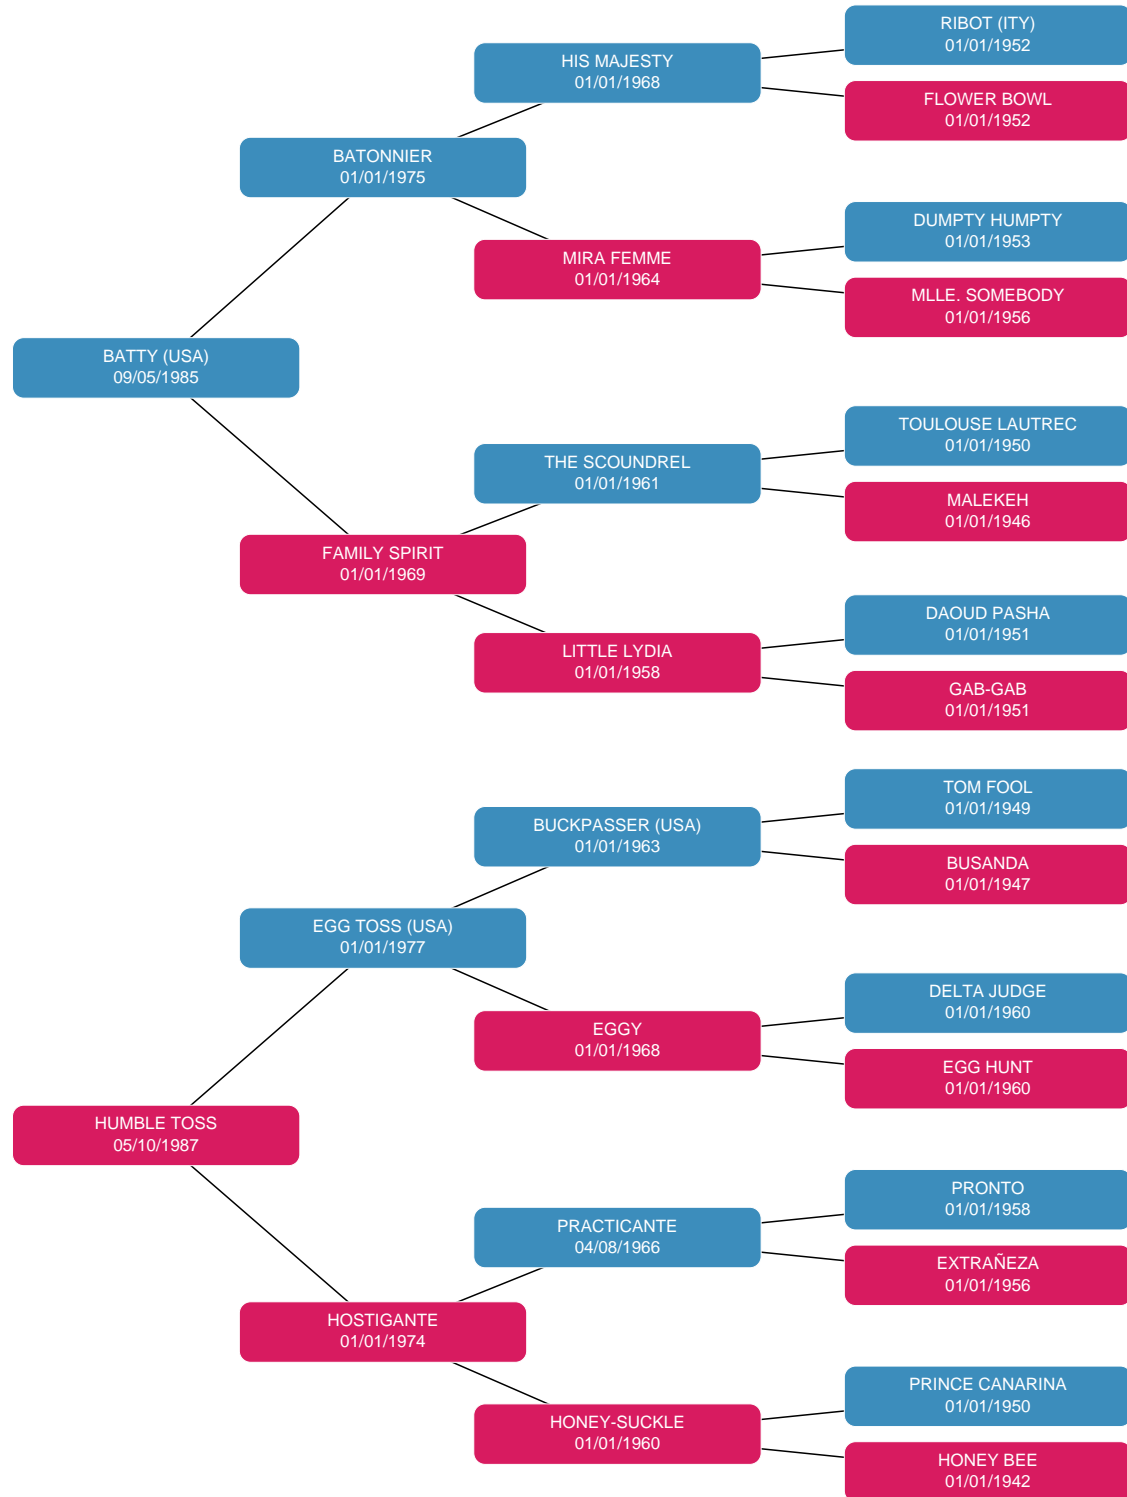 RIBOT (ITY)
01/01/1952
HIS MAJESTY
01/01/1968
FLOWER BOWL
01/01/1952
BATONNIER
01/01/1975
DUMPTY HUMPTY
01/01/1953
MIRA FEMME
01/01/1964
MLLE. SOMEBODY
01/01/1956
BATTY (USA)
09/05/1985
TOULOUSE LAUTREC
01/01/1950
THE SCOUNDREL
01/01/1961
MALEKEH
01/01/1946
FAMILY SPIRIT
01/01/1969
DAOUD PASHA
01/01/1951
LITTLE LYDIA
01/01/1958
GAB-GAB
01/01/1951
TOM FOOL
01/01/1949
BUCKPASSER (USA)
01/01/1963
BUSANDA
01/01/1947
EGG TOSS (USA)
01/01/1977
DELTA JUDGE
01/01/1960
EGGY
01/01/1968
EGG HUNT
01/01/1960
HUMBLE TOSS
05/10/1987
PRONTO
01/01/1958
PRACTICANTE
04/08/1966
EXTRAÑEZA
01/01/1956
HOSTIGANTE
01/01/1974
PRINCE CANARINA
01/01/1950
HONEY-SUCKLE
01/01/1960
HONEY BEE
01/01/1942